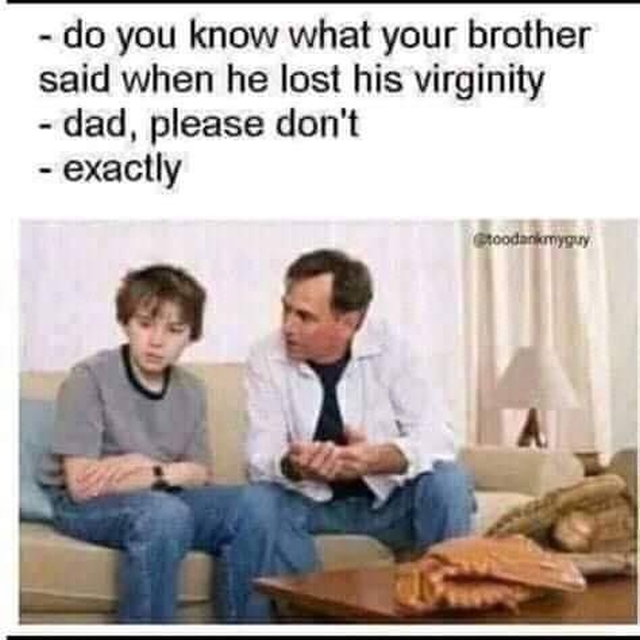 - do you know what your brother
said when he lost his virginity
- dad, please don't
- exactly
@toodankmyguy